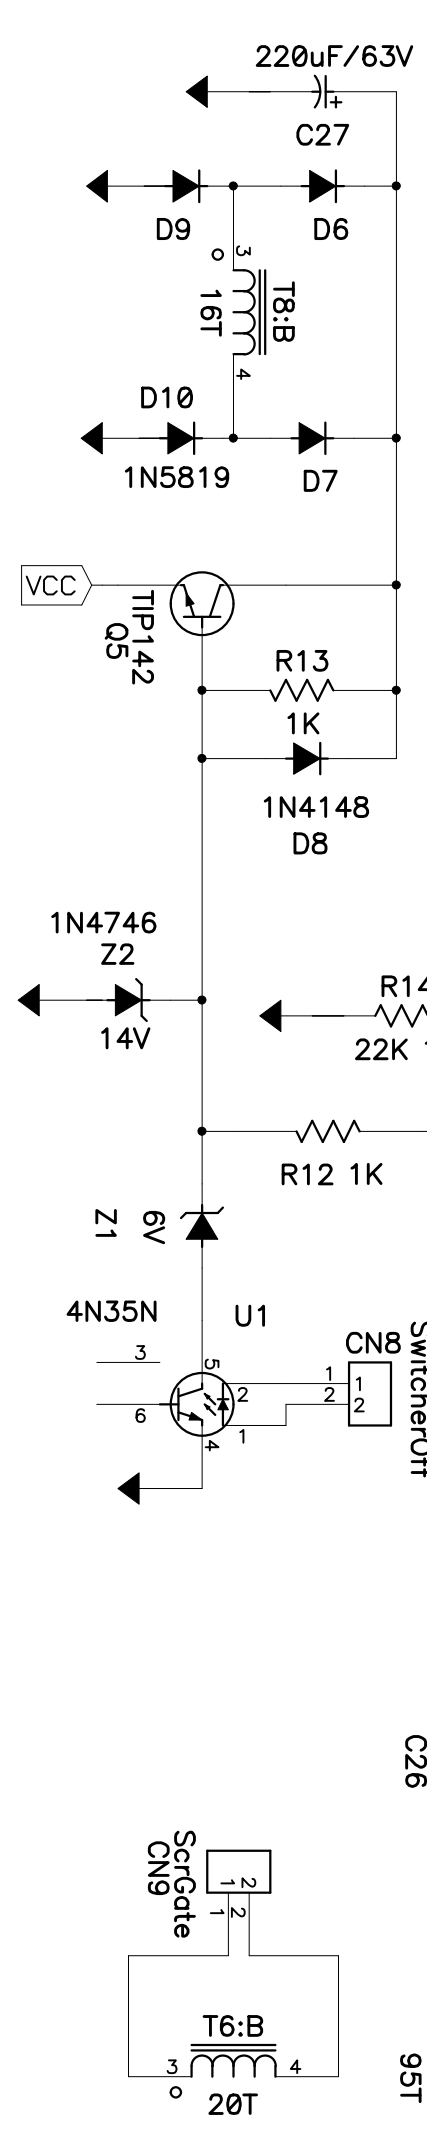 220uF/63V
+
C27
D9
D6
3
T8:B
16T
4
D10
1N5819
D7
VCC
TIP142
Q5
R13
1K
1N4148
D8
1N4746
Z2
14V
R14
22K
R12 1K
Z1
6V
4N35N
U1
CN8
SwitcherOff
3
5
1
1
2
2
2
6
1
4
C26
ScrGate
CN9
1
2
1
2
T6:B
3
4
20T
95T